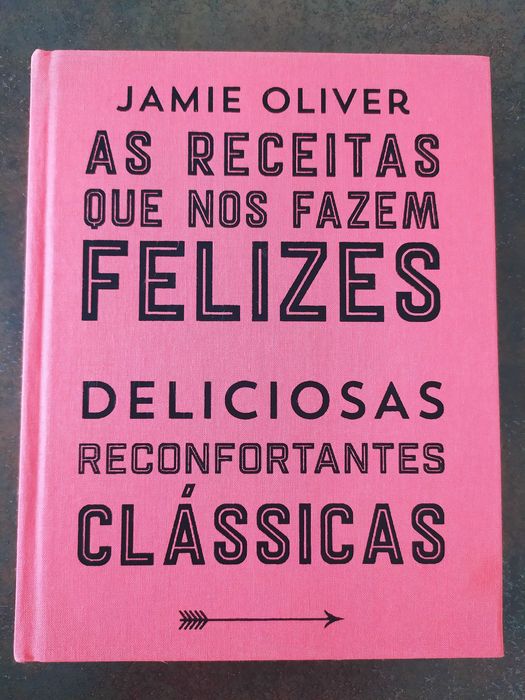 JAMIE OLIVER
AS RECEITAS
QUE NOS FAZEM
FELIZES
DELICIOSAS
RECONFORTANTES
CLÁSSICAS